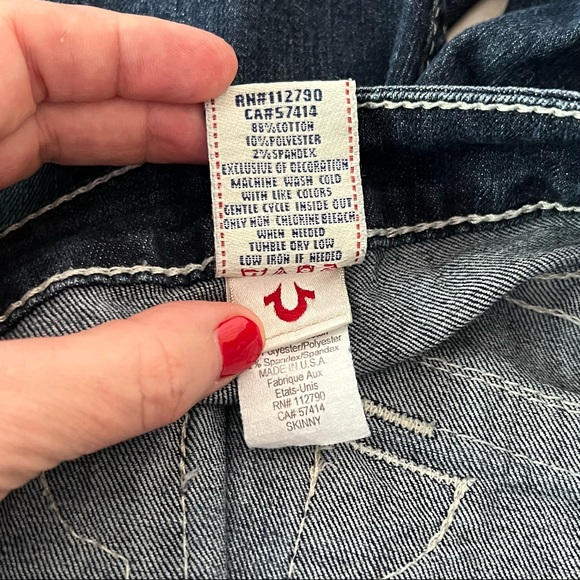 RN#112790
CA#57414
88%COTTON
10%POLYESTER
2%SPANDEX
EXCLUSIVE OF DECORATION
MACHINE WASH COLD
WITH LIKE COLORS
GENTLE CYCLE INSIDE OUT
ONLY NON-CHLORINE BLEACH
WHEN NEEDED
TUMBLE DRY LOW
LOW IRON IF NEEDED
Polyester/Polyester
% Spandex/Spandex
MADE IN U.S.A.
Fabrique Aux
Etats-Unis
RN# 112790
CA# 57414
SKINNY